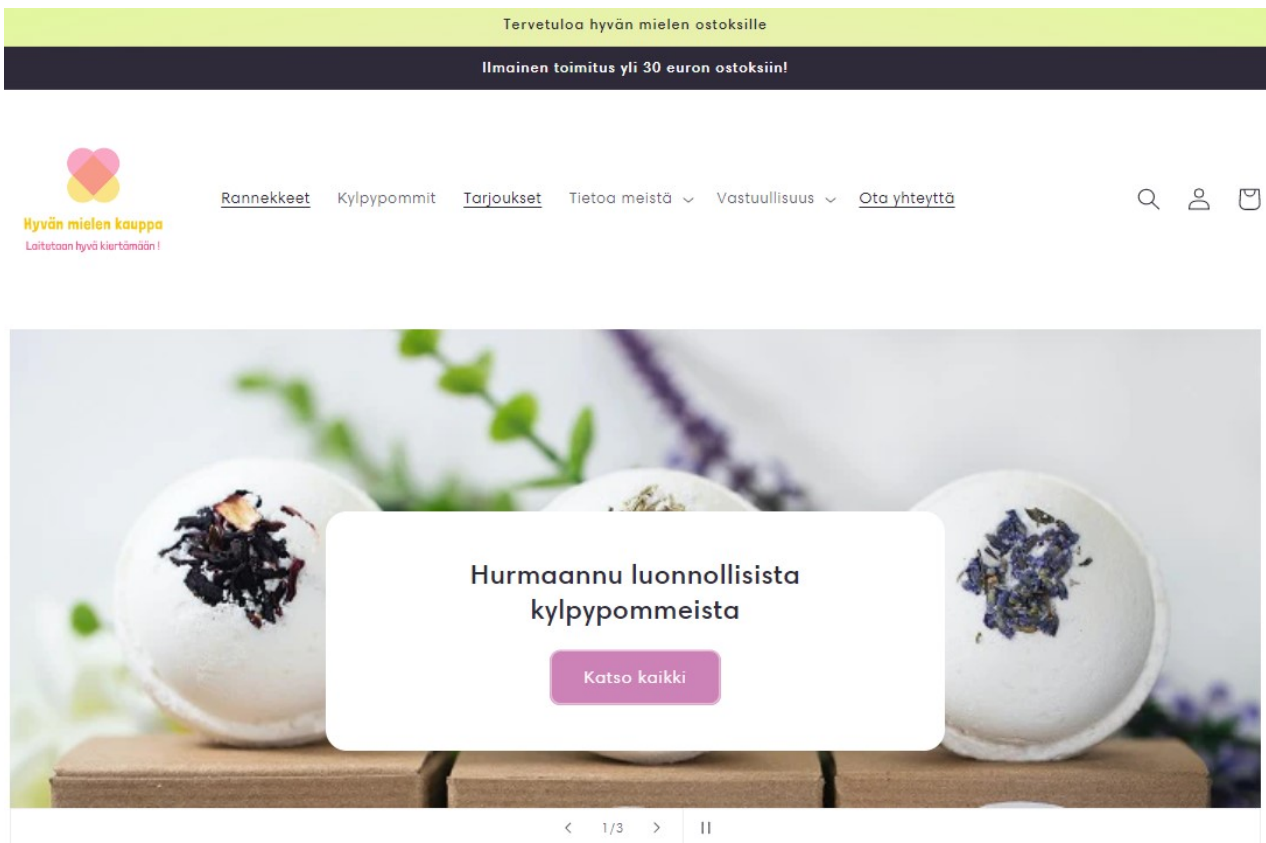 Tervetuloa hyvän mielen ostoksille
Ilmainen toimitus yli 30 euron ostoksiin!
Hyvän mielen kauppa
Laitetaan hyvä kiertämään !
Rannekkeet Kylpypommit Tarjoukset Tietoa meistä Vastuullisuus Ota yhteyttä
Hurmaannu luonnollisista
kylpypommeista
Katso kaikki
1/3